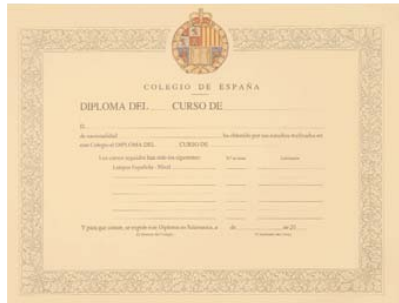 COLEGIO DE ESPAÑA
DIPLOMA DEL CURSO DE
D.
de nacionalidad ha obtenido por sus estudios realizados en
este Colegio el DIPLOMA DEL CURSO DE
Los cursos seguidos han sido los siguientes:
Lengua Española - Nivel
Y para que conste, se expide este Diploma en Salamanca, a de de 20